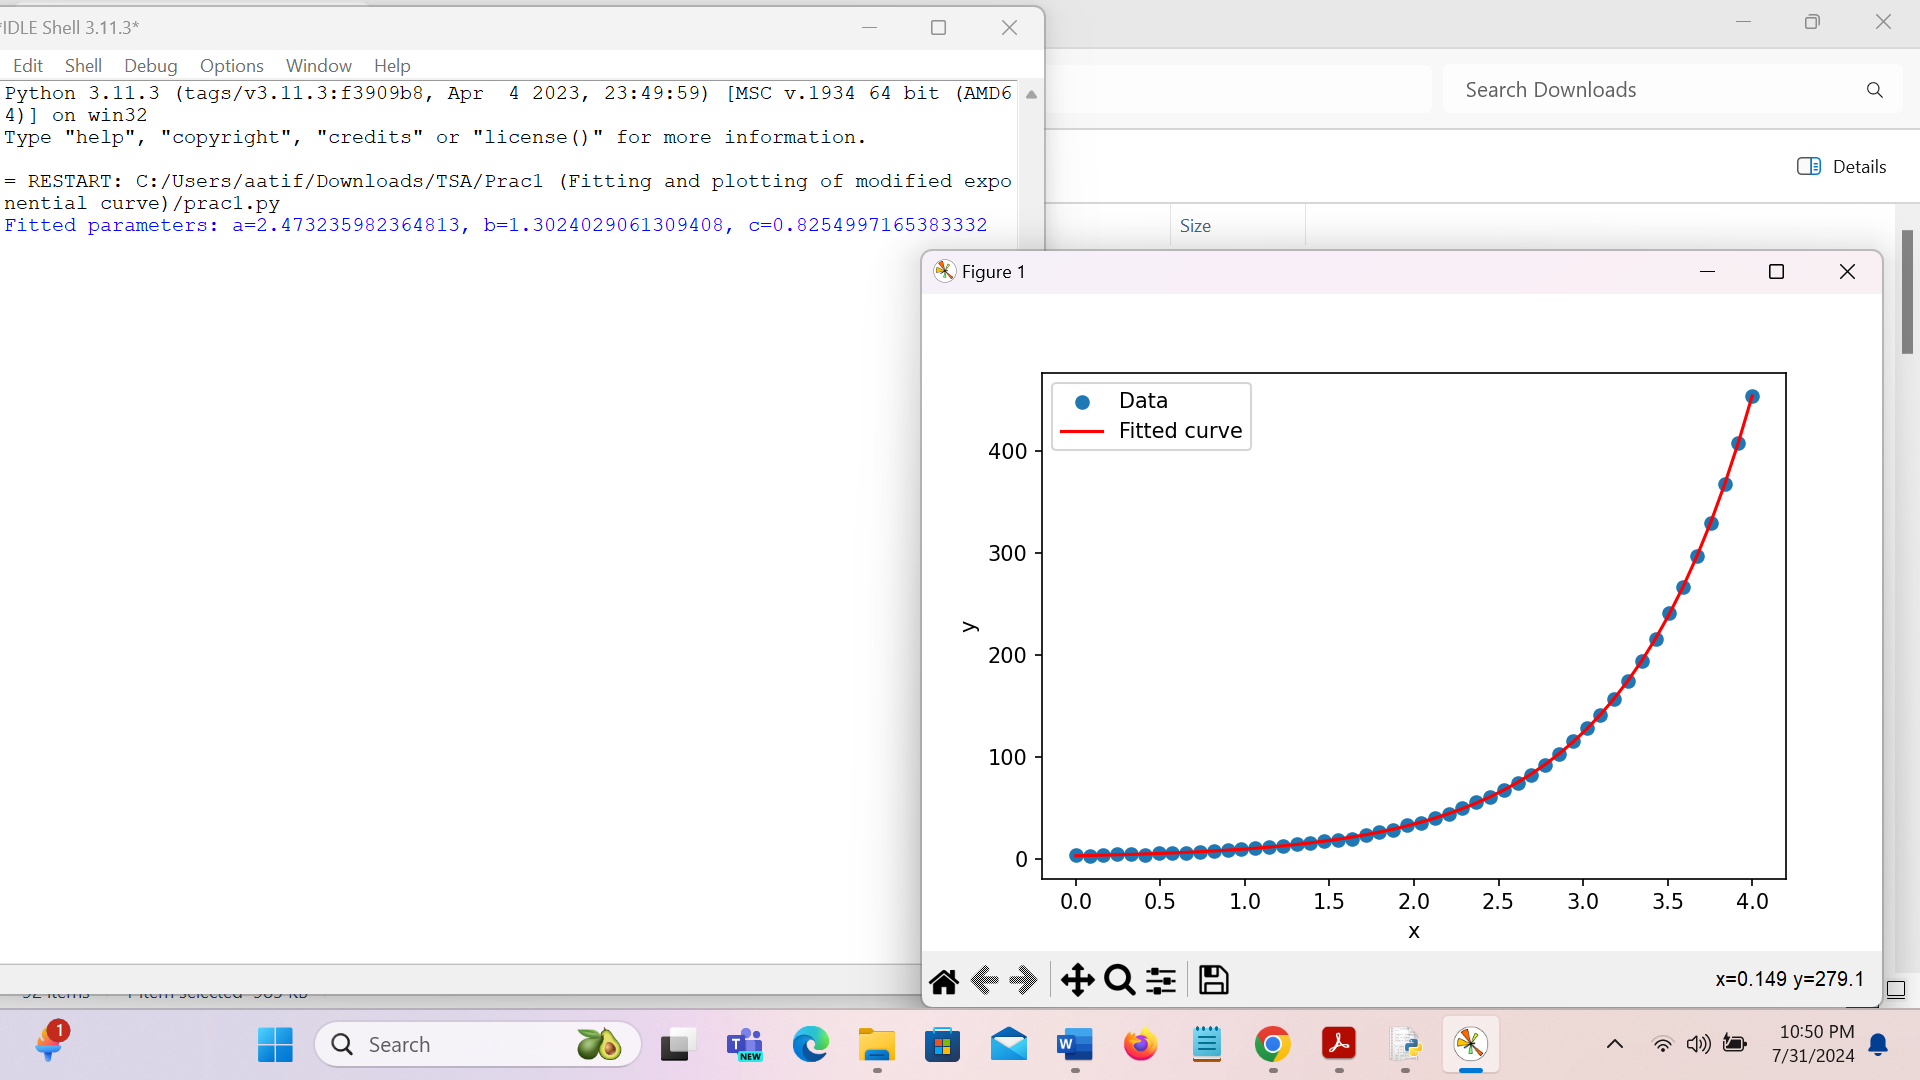 *IDLE Shell 3.11.3*
Edit Shell Debug Options Window Help
Python 3.11.3 (tags/v3.11.3:f3909b8, Apr  4 2023, 23:49:59) [MSC v.1934 64 bit (AMD6
4)] on win32
Type "help", "copyright", "credits" or "license()" for more information.
= RESTART: C:/Users/aatif/Downloads/TSA/Prac1 (Fitting and plotting of modified expo
nential curve)/prac1.py
Fitted parameters: a=2.473235982364813, b=1.3024029061309408, c=0.8254997165383332
Search Downloads
Details
Size
Figure 1
Data
Fitted curve
400
300
200
100
0
y
0.0 0.5 1.0 1.5 2.0 2.5 3.0 3.5 4.0
x
x=0.149 y=279.1
1
Search
T
NEW
W
10:50 PM
7/31/2024